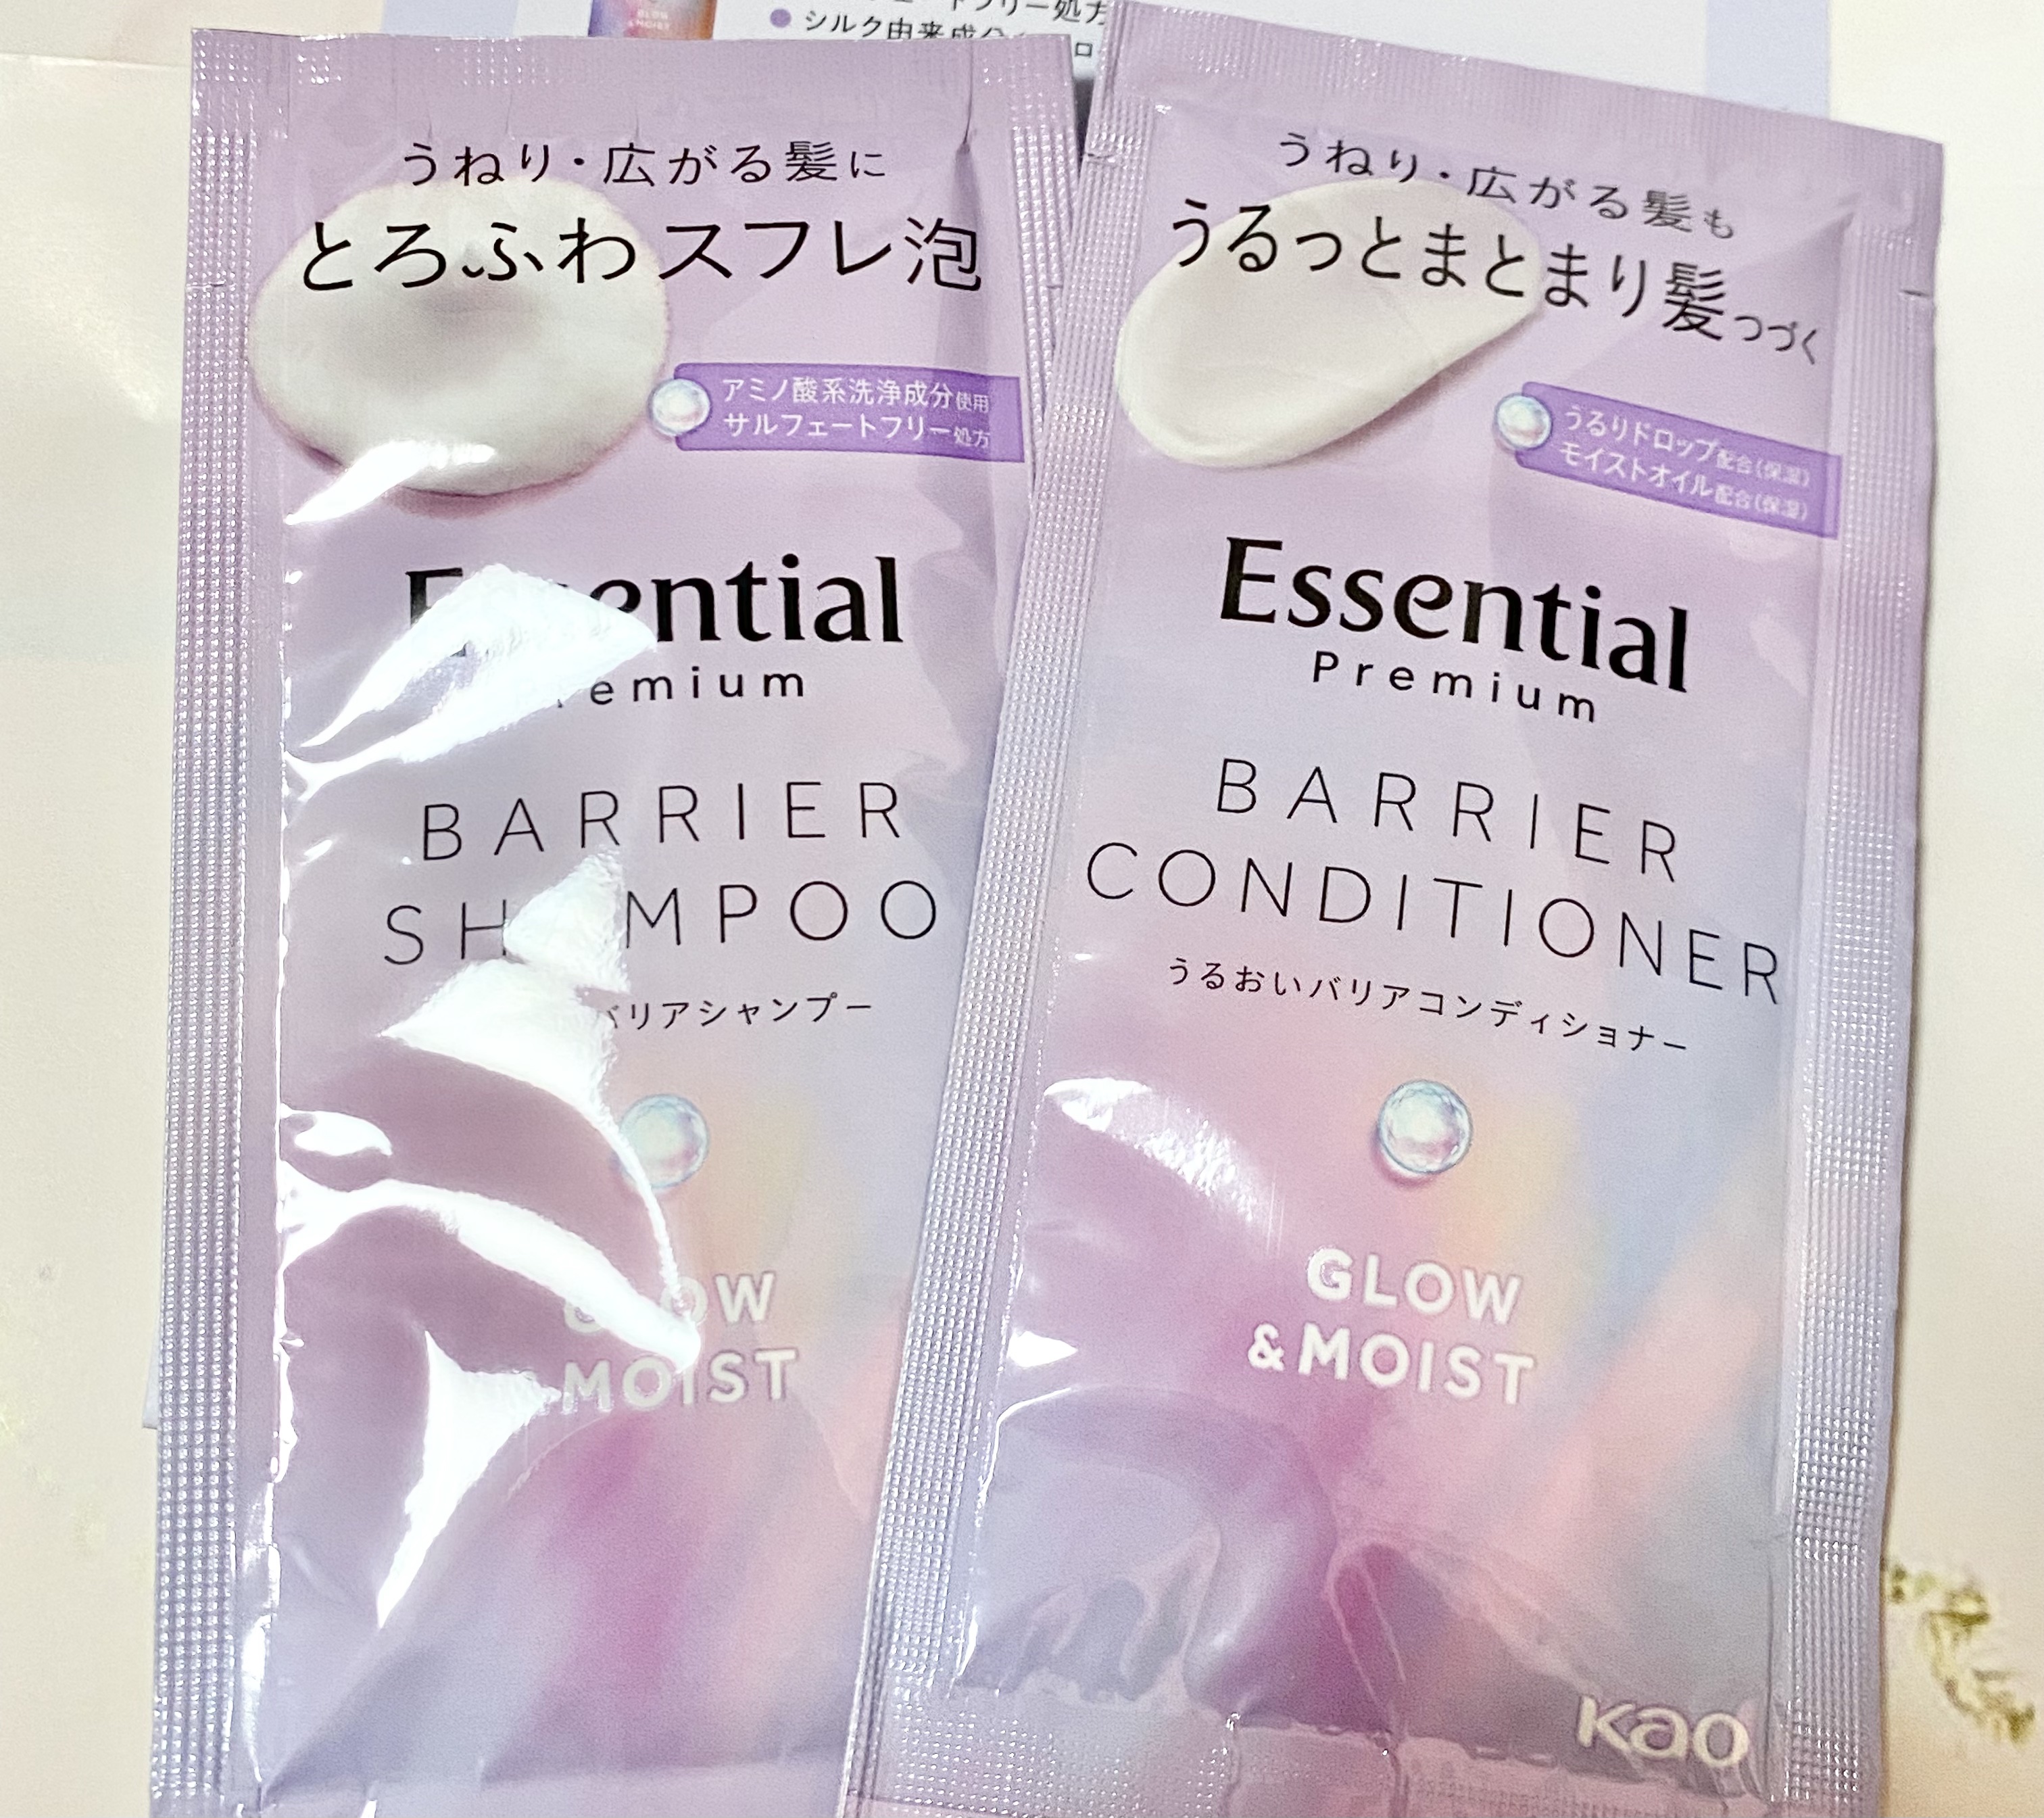 シルク由来成分
うねり・広がる髪に
とろふわスフレ泡
アミノ酸系洗浄成分使用
サルフェートフリー処方
ential
emium
BARRIER
SH MPOO
バリアシャンプー
OW
MOIST
うねり・広がる髪も
うるっとまとまり髪つづく
うるりドロップ配合(保湿)
モイストオイル配合(保湿)
Essential
Premium
BARRIER
CONDITIONER
うるおいバリアコンディショナー
GLOW
&MOIST
Kao